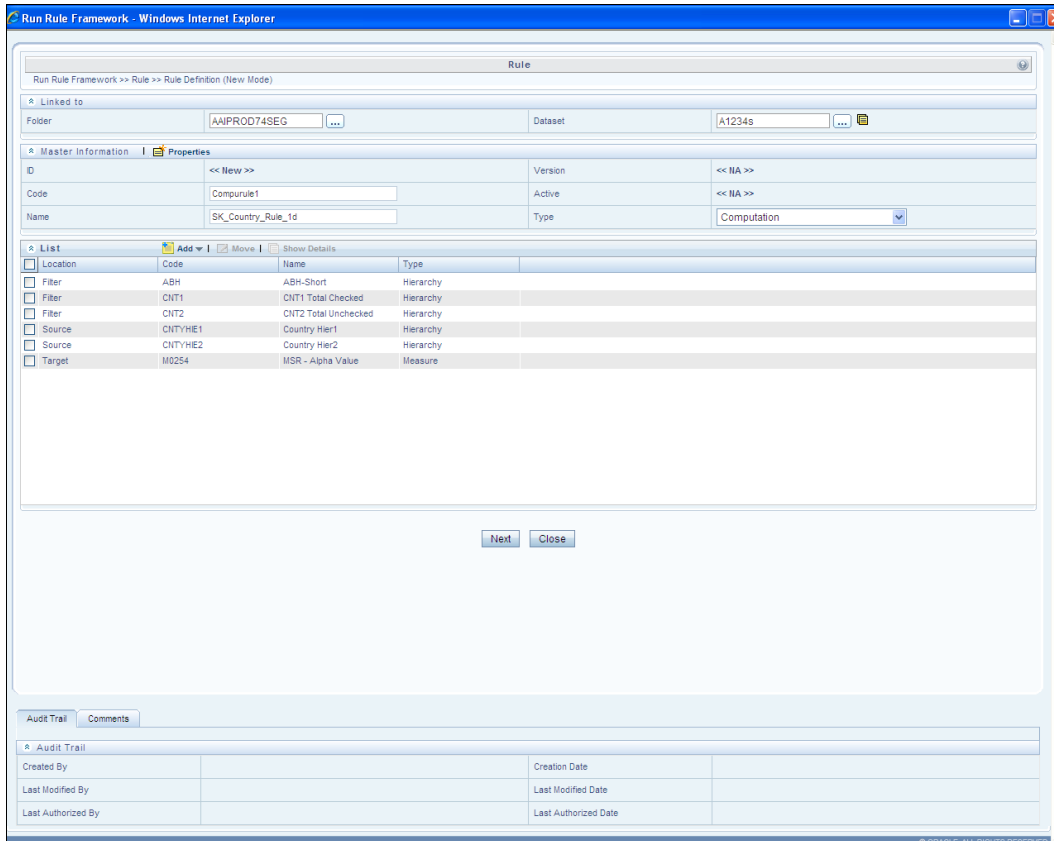 Run Rule Framework - Windows Internet Explorer
Rule
Run Rule Framework >> Rule >> Rule Definition (New Mode)
Linked to
Folder AAIPROD74SEG ... Dataset A1234s ...
Master Information | Properties
ID << New >> Version << NA >>
Code Compurule1 Active << NA >>
Name SK_Country_Rule_1d Type Computation
List Add | Move | Show Details
Location Code Name Type
Filter ABH ABH-Short Hierarchy
Filter CNT1 CNT1 Total Checked Hierarchy
Filter CNT2 CNT2 Total Unchecked Hierarchy
Source CNTYHIE1 Country Hier1 Hierarchy
Source CNTYHIE2 Country Hier2 Hierarchy
Target M0254 MSR - Alpha Value Measure
Next Close
Audit Trail Comments
Audit Trail
Created By Creation Date
Last Modified By Last Modified Date
Last Authorized By Last Authorized Date
© ORACLE ALL RIGHTS RESERVED